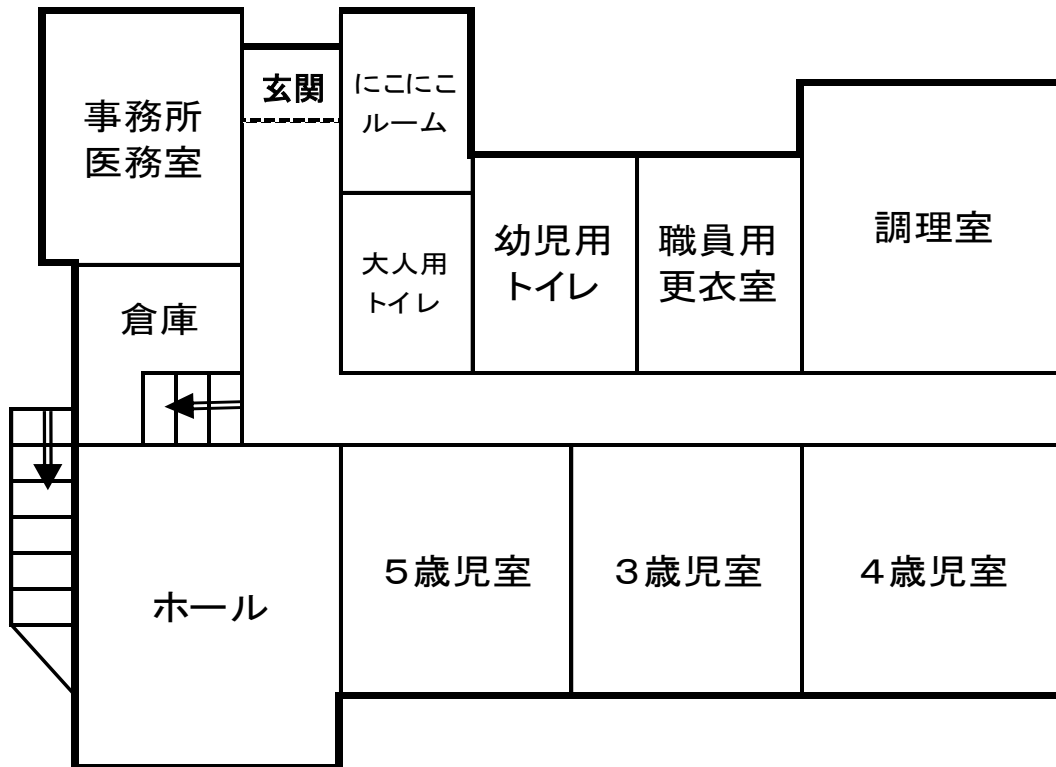 玄関
にこにこ
ルーム
事務所
医務室
調理室
幼児用
トイレ
職員用
更衣室
大人用
トイレ
倉庫
5歳児室
3歳児室
4歳児室
ホール